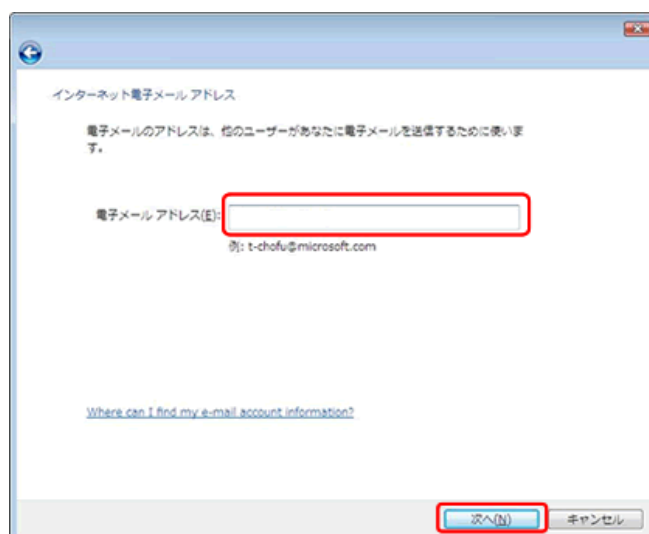 インターネット電子メール アドレス
電子メールのアドレスは、他のユーザーがあなたに電子メールを送信するために使いま
す。
電子メール アドレス(E):
例: t-chofu@microsoft.com
Where can I find my e-mail account information?
次へ(N) キャンセル